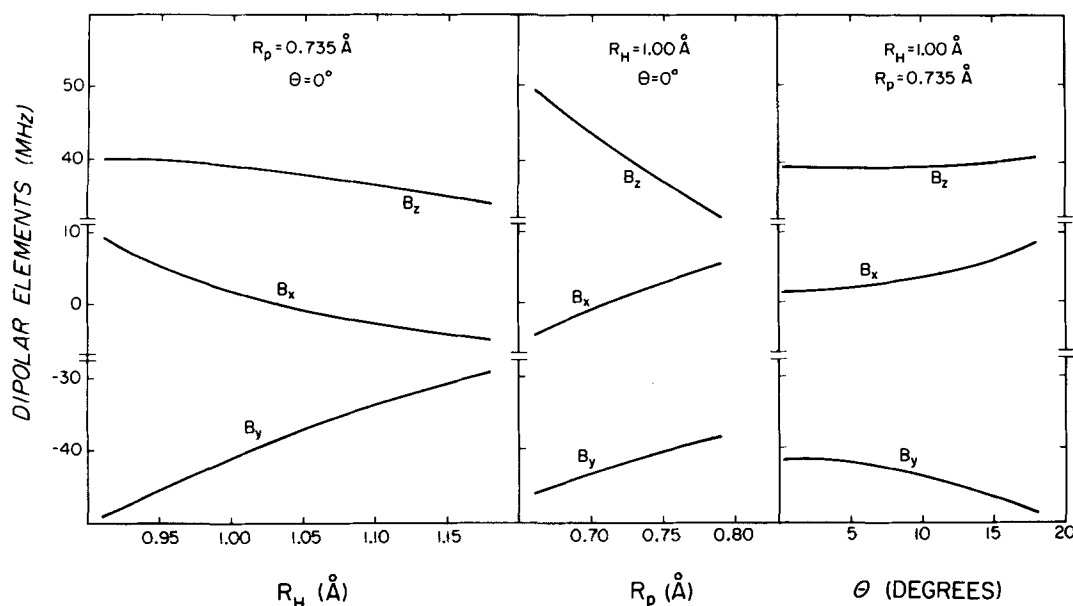 DIPOLAR ELEMENTS (MHz)
50
40
10
0
-30
-40
R_p = 0.735 Å
Θ = 0°
B_z
B_x
B_y
0.95 1.00 1.05 1.10 1.15
R_H (Å)
R_H = 1.00 Å
Θ = 0°
B_z
B_x
B_y
0.70 0.80
R_p (Å)
R_H = 1.00 Å
R_p = 0.735 Å
B_z
B_x
B_y
5 10 15 20
Θ (DEGREES)